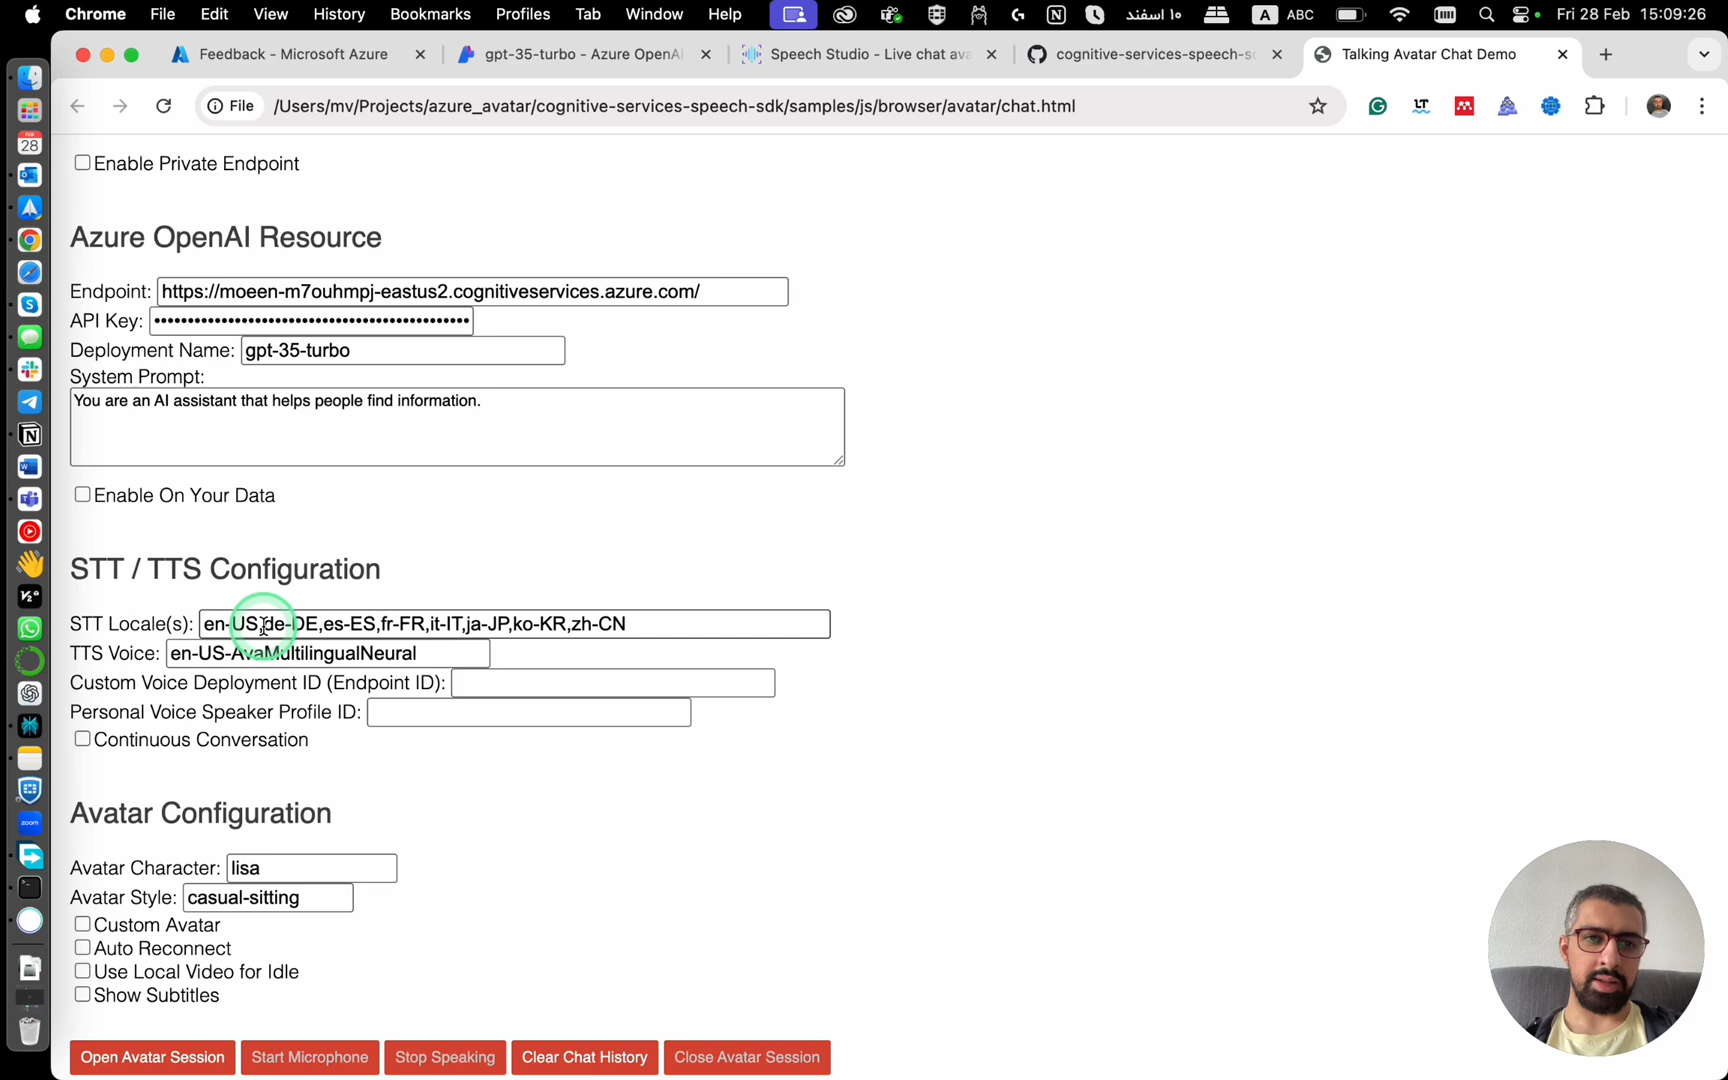 Chrome File Edit View History Bookmarks Profiles Tab Window Help
۱۰ اسفند A ABC Fri 28 Feb 15:09:26
Feedback - Microsoft Azure
gpt-35-turbo - Azure OpenAI
Speech Studio - Live chat ava
cognitive-services-speech-sd
Talking Avatar Chat Demo
File /Users/mv/Projects/azure_avatar/cognitive-services-speech-sdk/samples/js/browser/avatar/chat.html
Enable Private Endpoint
Azure OpenAI Resource
Endpoint: https://moeen-m7ouhmpj-eastus2.cognitiveservices.azure.com/
API Key: ••••••••••••••••••••••••••••••••••••••••••••••••
Deployment Name: gpt-35-turbo
System Prompt:
You are an AI assistant that helps people find information.
Enable On Your Data
STT / TTS Configuration
STT Locale(s): en-US,de-DE,es-ES,fr-FR,it-IT,ja-JP,ko-KR,zh-CN
TTS Voice: en-US-AvaMultilingualNeural
Custom Voice Deployment ID (Endpoint ID):
Personal Voice Speaker Profile ID:
Continuous Conversation
Avatar Configuration
Avatar Character: lisa
Avatar Style: casual-sitting
Custom Avatar
Auto Reconnect
Use Local Video for Idle
Show Subtitles
Open Avatar Session
Start Microphone
Stop Speaking
Clear Chat History
Close Avatar Session